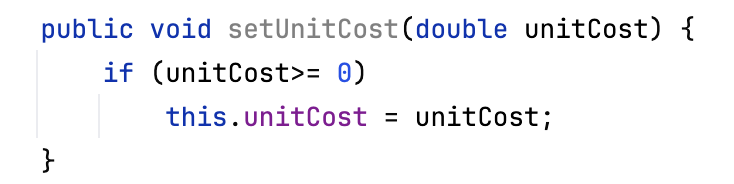 public void setUnitCost(double unitCost) {
    if (unitCost>= 0)
        this.unitCost = unitCost;
}